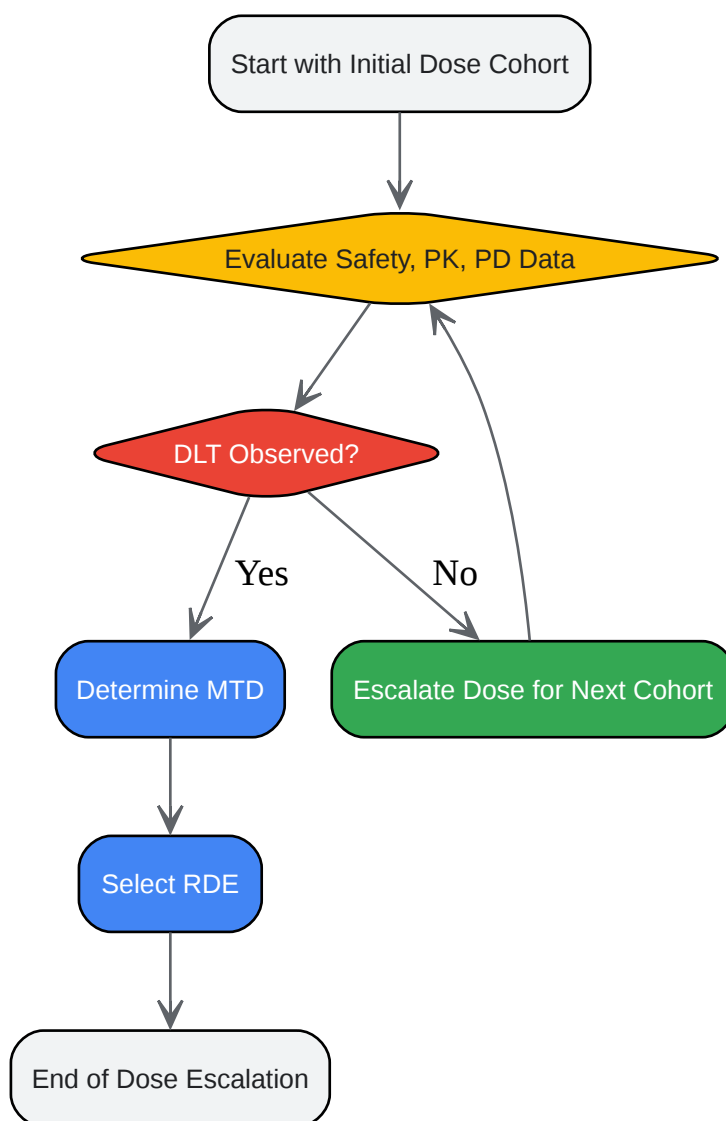 Start with Initial Dose Cohort
Evaluate Safety, PK, PD Data
DLT Observed?
Yes
No
Determine MTD
Escalate Dose for Next Cohort
Select RDE
End of Dose Escalation